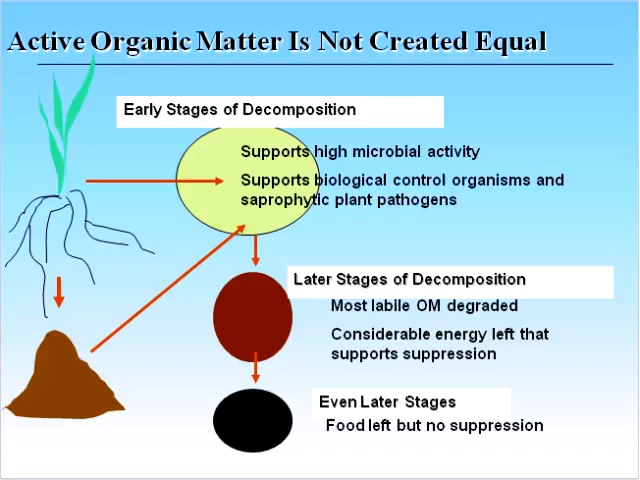 Active Organic Matter Is Not Created Equal
Early Stages of Decomposition
Supports high microbial activity
Supports biological control organisms and
saprophytic plant pathogens
Later Stages of Decomposition
Most labile OM degraded
Considerable energy left that
supports suppression
Even Later Stages
Food left but no suppression